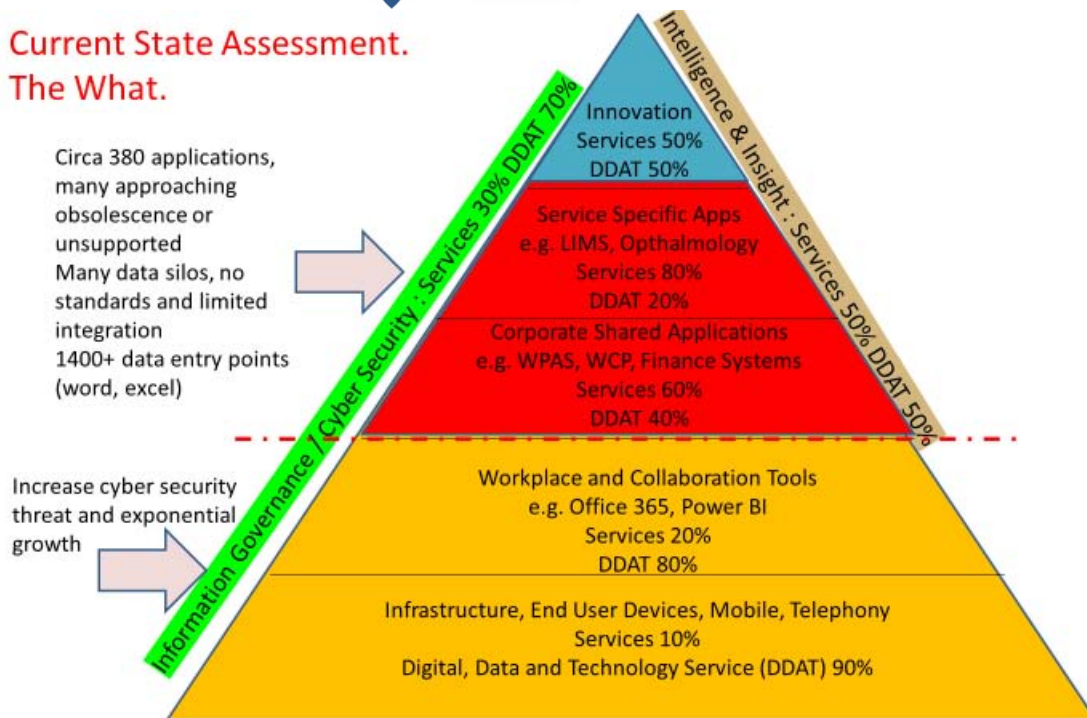 Current State Assessment.
The What.
Circa 380 applications,
many approaching
obsolescence or
unsupported
Many data silos, no
standards and limited
integration
1400+ data entry points
(word, excel)
Increase cyber security
threat and exponential
growth
Information Governance / Cyber Security : Services 30% DDAT 70%
Intelligence & Insight : Services 50% DDAT 50%
Innovation
Services 50%
DDAT 50%
Service Specific Apps
e.g. LIMS, Opthalmology
Services 80%
DDAT 20%
Corporate Shared Applications
e.g. WPAS, WCP, Finance Systems
Services 60%
DDAT 40%
Workplace and Collaboration Tools
e.g. Office 365, Power BI
Services 20%
DDAT 80%
Infrastructure, End User Devices, Mobile, Telephony
Services 10%
Digital, Data and Technology Service (DDAT) 90%